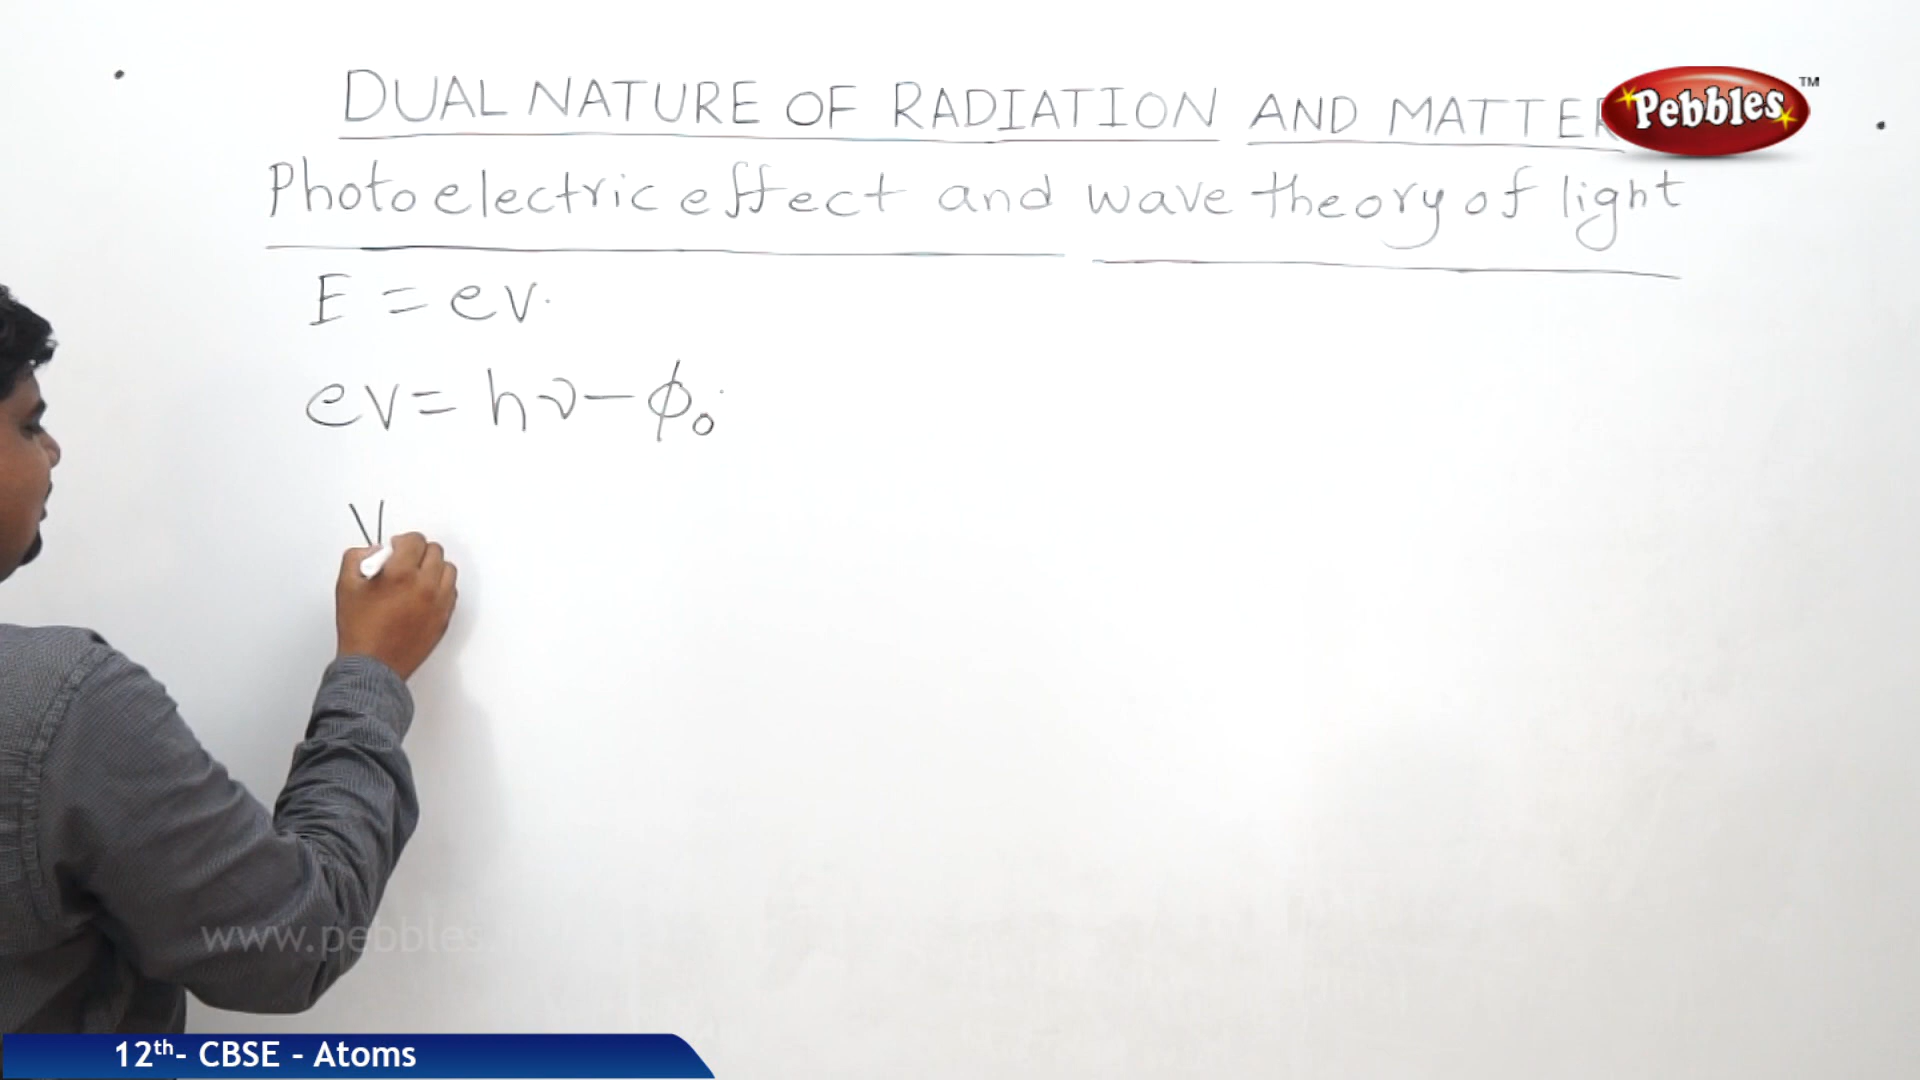 DUAL NATURE OF RADIATION AND MATTER
Pebbles™
Photoelectric effect and wave theory of light
E = eV.
eV = hν − ϕ₀
V
www.pebbles.
12th- CBSE - Atoms